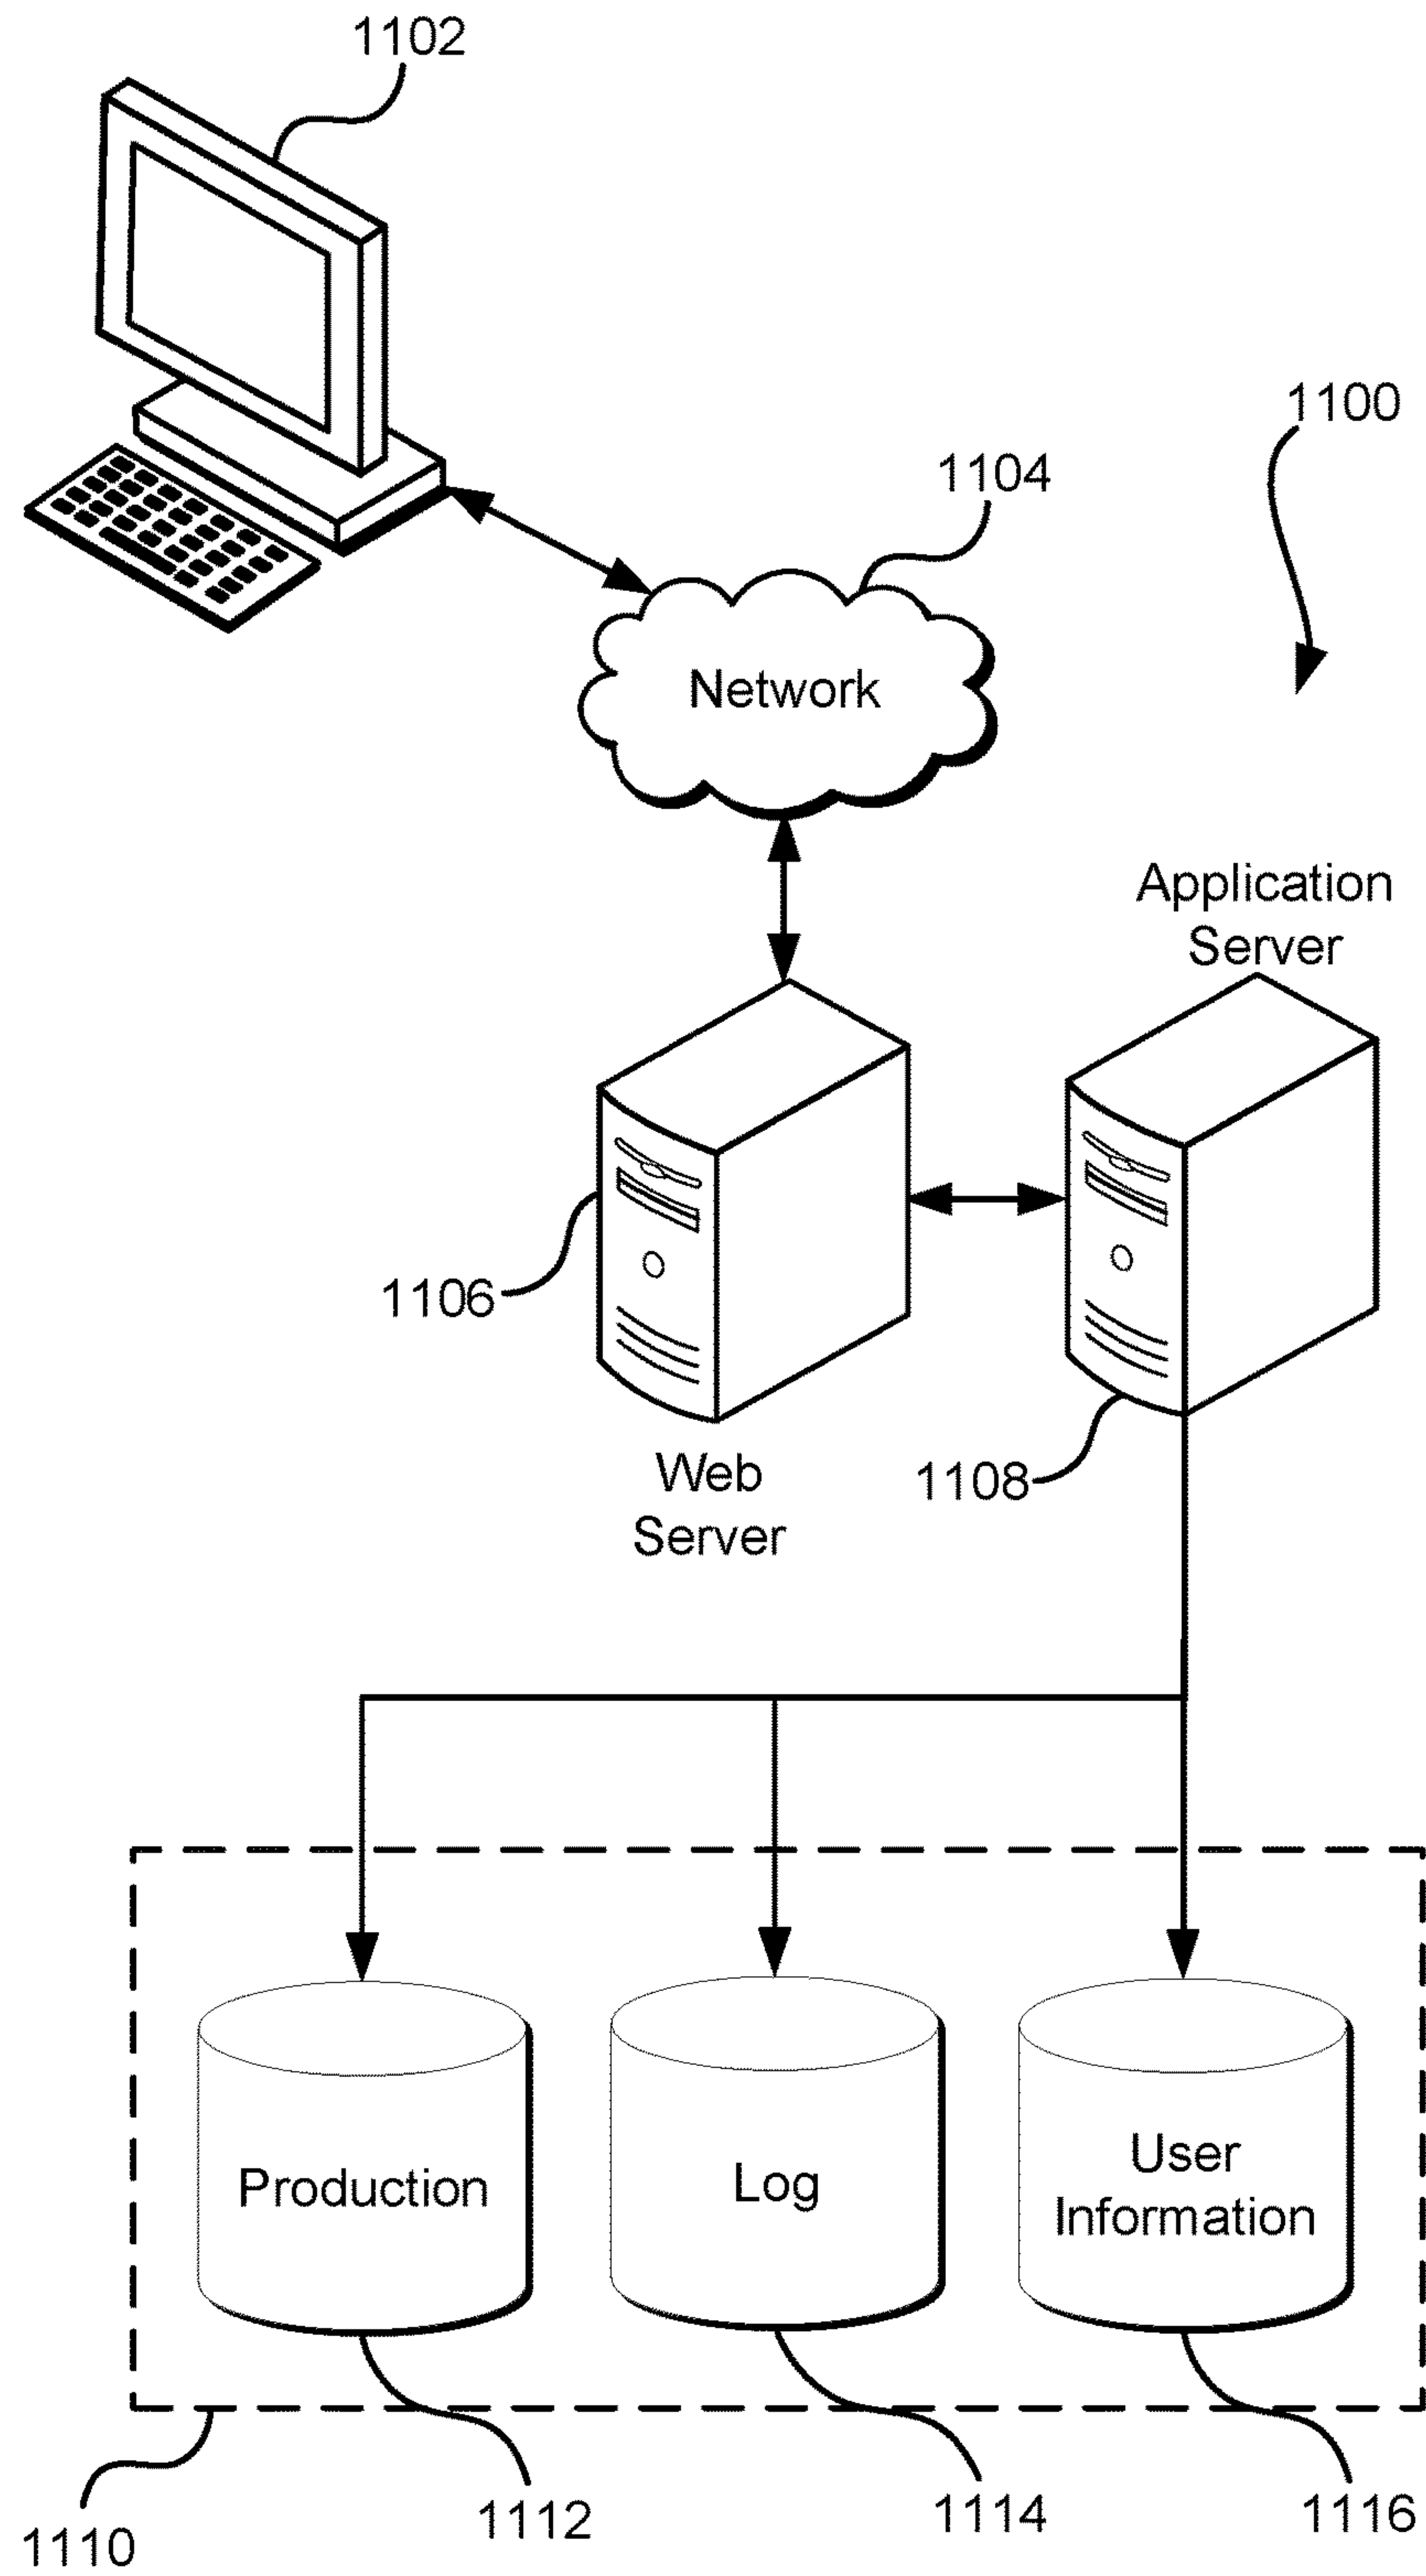 1102
1100
1104
Network
Application
Server
1106
Web
Server
1108
Production
Log
User
Information
1110
1112
1114
1116